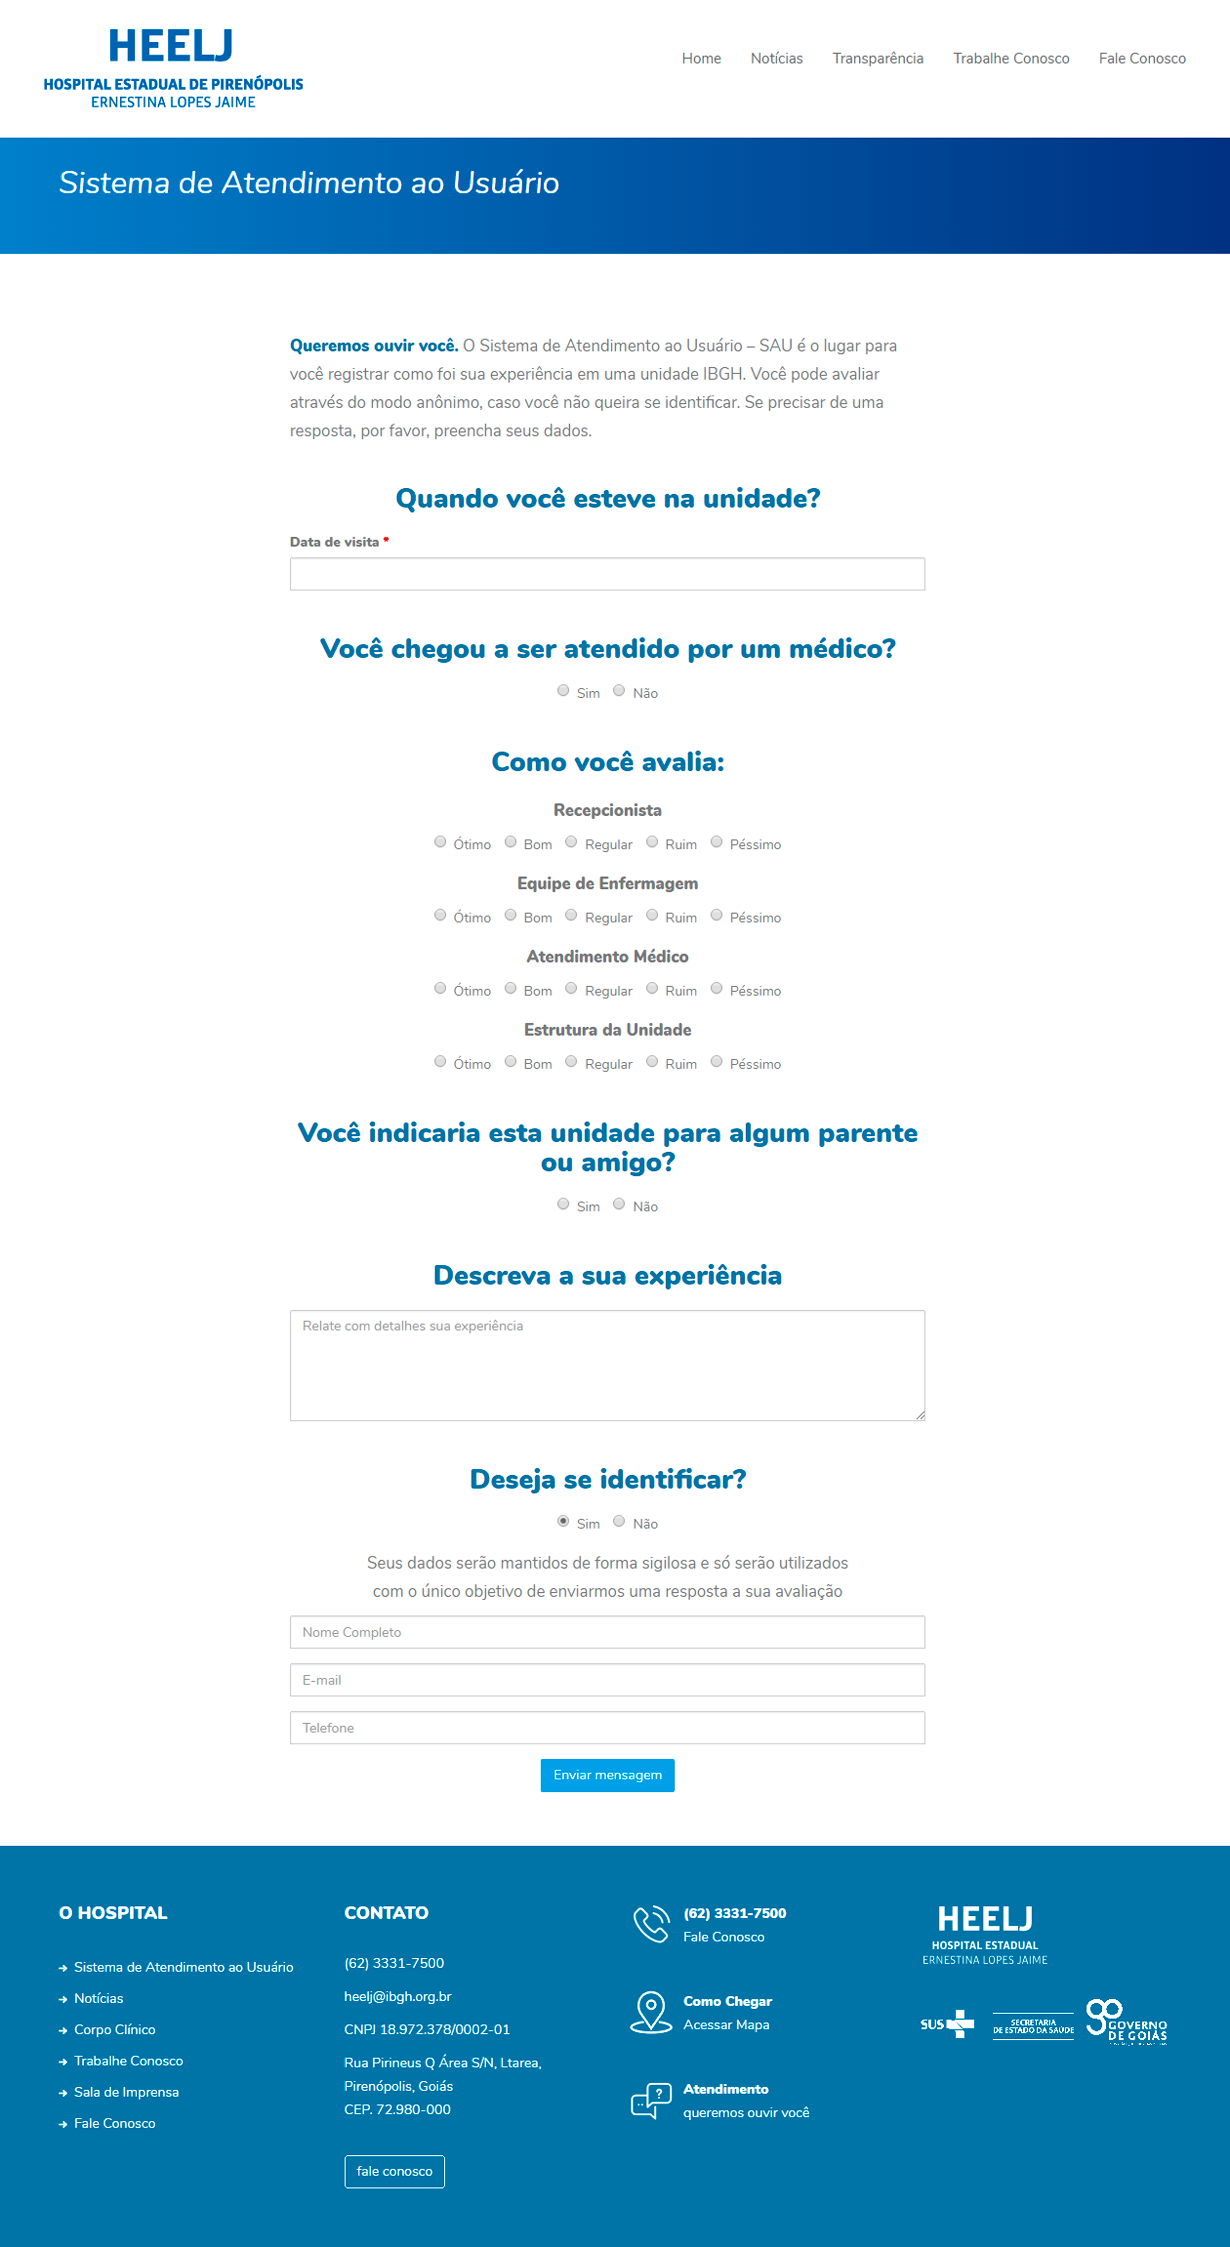 HEELJ
HOSPITAL ESTADUAL DE PIRENÓPOLIS
ERNESTINA LOPES JAIME
Home Notícias Transparência Trabalhe Conosco Fale Conosco
Sistema de Atendimento ao Usuário
Queremos ouvir você. O Sistema de Atendimento ao Usuário – SAU é o lugar para
você registrar como foi sua experiência em uma unidade IBGH. Você pode avaliar
através do modo anônimo, caso você não queira se identificar. Se precisar de uma
resposta, por favor, preencha seus dados.
Quando você esteve na unidade?
Data de visita *
Você chegou a ser atendido por um médico?
Sim Não
Como você avalia:
Recepcionista
Ótimo Bom Regular Ruim Péssimo
Equipe de Enfermagem
Ótimo Bom Regular Ruim Péssimo
Atendimento Médico
Ótimo Bom Regular Ruim Péssimo
Estrutura da Unidade
Ótimo Bom Regular Ruim Péssimo
Você indicaria esta unidade para algum parente
ou amigo?
Sim Não
Descreva a sua experiência
Relate com detalhes sua experiência
Deseja se identificar?
Sim Não
Seus dados serão mantidos de forma sigilosa e só serão utilizados
com o único objetivo de enviarmos uma resposta a sua avaliação
Nome Completo
E-mail
Telefone
Enviar mensagem
O HOSPITAL
Sistema de Atendimento ao Usuário
Notícias
Corpo Clínico
Trabalhe Conosco
Sala de Imprensa
Fale Conosco
CONTATO
(62) 3331-7500
heelj@ibgh.org.br
CNPJ 18.972.378/0002-01
Rua Pirineus Q Área S/N, Ltarea,
Pirenópolis, Goiás
CEP. 72.980-000
fale conosco
(62) 3331-7500
Fale Conosco
Como Chegar
Acessar Mapa
Atendimento
queremos ouvir você
HEELJ
HOSPITAL ESTADUAL
ERNESTINA LOPES JAIME
SUS
SECRETARIA
DE ESTADO DA SAÚDE
GOVERNO
DE GOIÁS